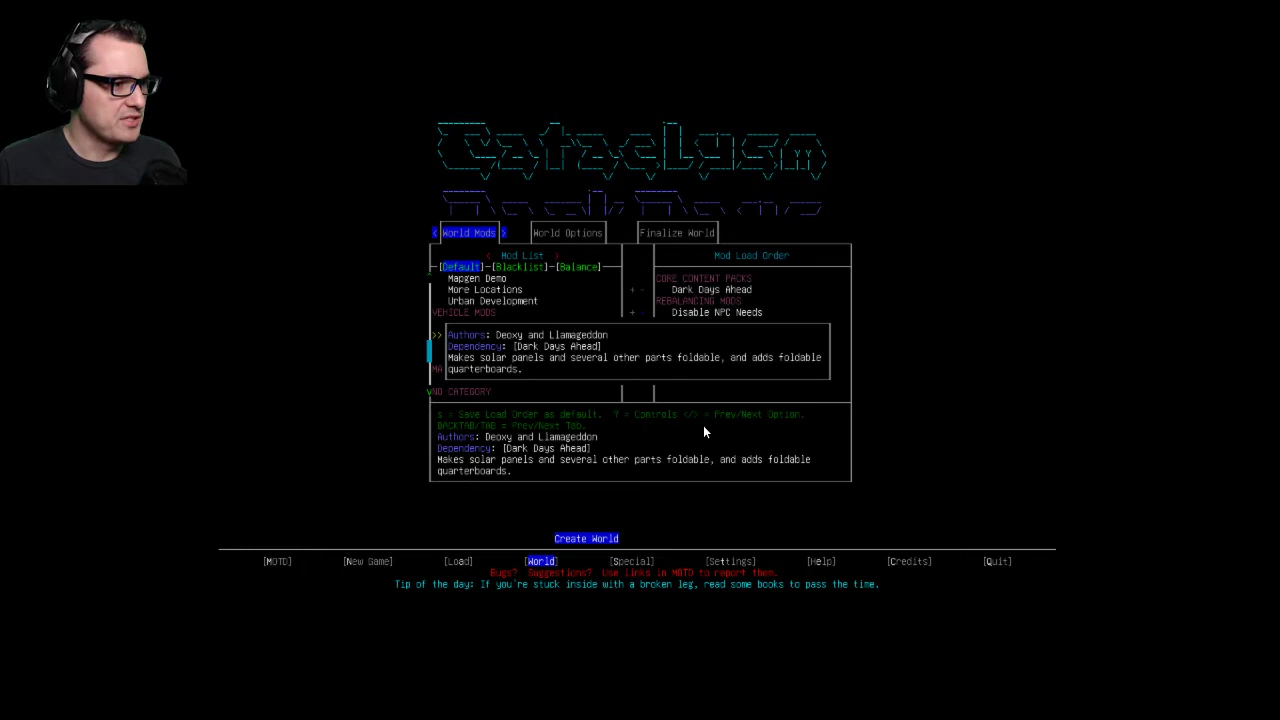 Cataclysm
World Mods
World Options
Finalize World
Mod List
Mod Load Order
[Default]-[Blacklist]-[Balance]
Mapgen Demo
More Locations
Urban Development
VEHICLE MODS
CORE CONTENT PACKS
Dark Days Ahead
REBALANCING MODS
Disable NPC Needs
>>
Authors: Deoxy and Llamageddon
Dependency: [Dark Days Ahead]
Makes solar panels and several other parts foldable, and adds foldable
quarterboards.
MA
NO CATEGORY
s = Save Load Order as default. ? = Controls </> = Prev/Next Option.
BACKTAB/TAB = Prev/Next Tab.
Authors: Deoxy and Llamageddon
Dependency: [Dark Days Ahead]
Makes solar panels and several other parts foldable, and adds foldable
quarterboards.
Create World
[MOTD] [New Game] [Load] [World] [Special] [Settings] [Help] [Credits] [Quit]
Bugs? Suggestions? Use links in MOTD to report them.
Tip of the day: If you're stuck inside with a broken leg, read some books to pass the time.